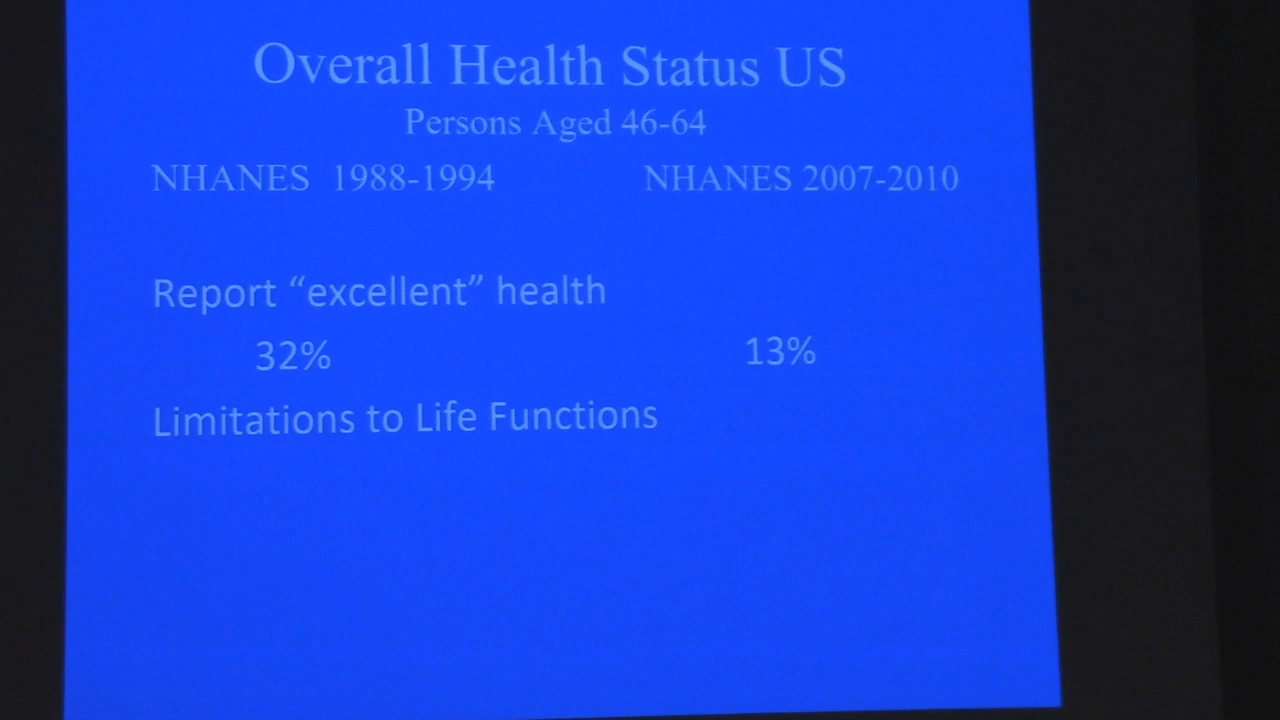 Overall Health Status US
Persons Aged 46-64
NHANES 1988-1994 NHANES 2007-2010
Report “excellent” health
32% 13%
Limitations to Life Functions